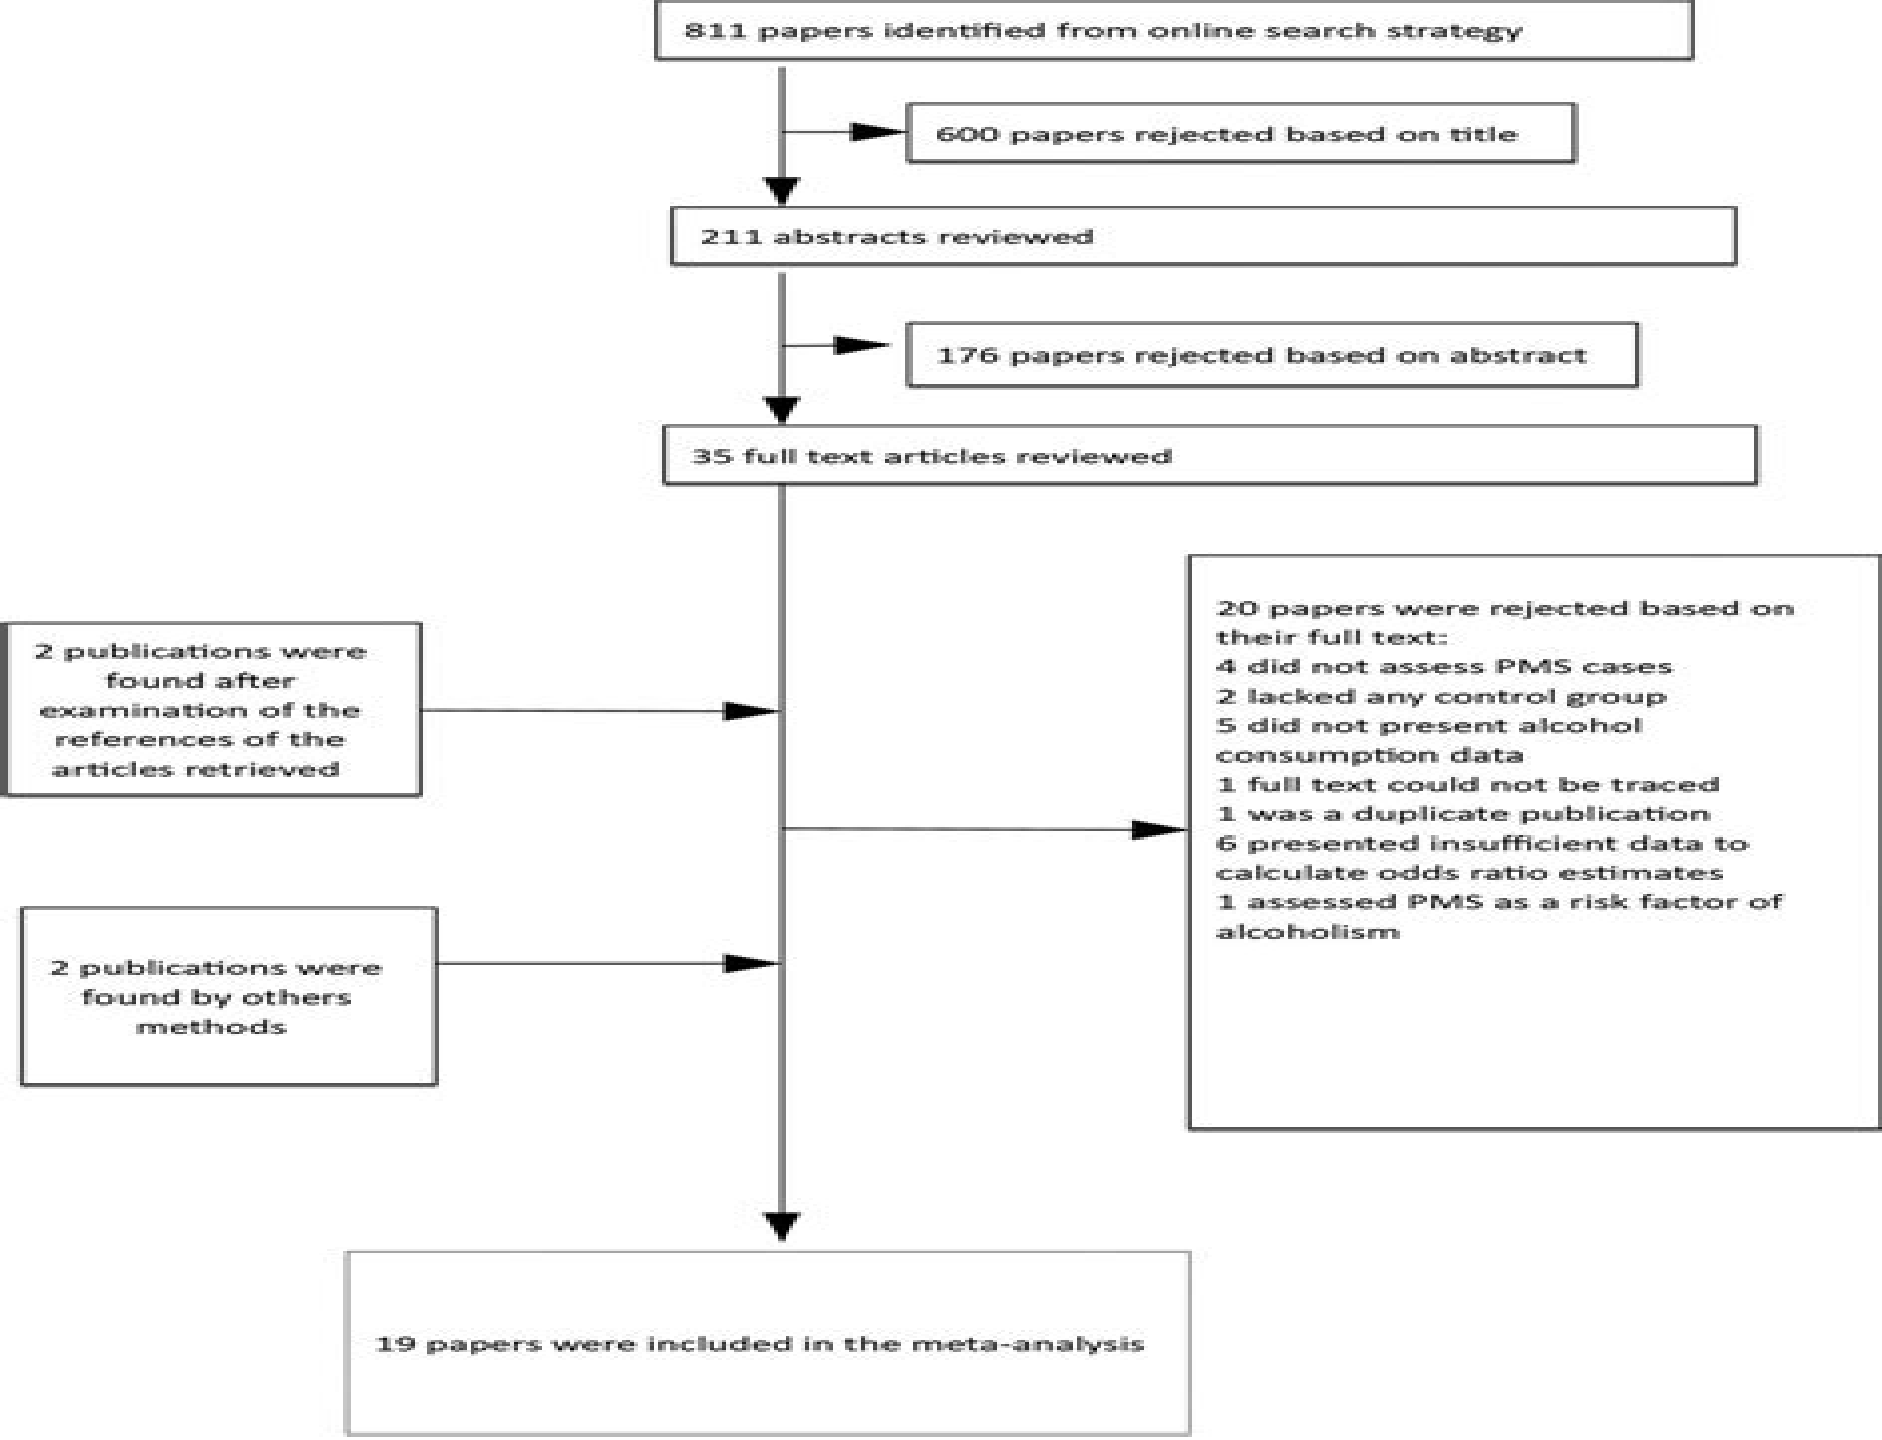 811 papers identified from online search strategy
600 papers rejected based on title
211 abstracts reviewed
176 papers rejected based on abstract
35 full text articles reviewed
2 publications were
found after
examination of the
references of the
articles retrieved
20 papers were rejected based on
their full text:
4 did not assess PMS cases
2 lacked any control group
5 did not present alcohol
consumption data
1 full text could not be traced
1 was a duplicate publication
6 presented insufficient data to
calculate odds ratio estimates
1 assessed PMS as a risk factor of
alcoholism
2 publications were
found by others
methods
19 papers were included in the meta-analysis